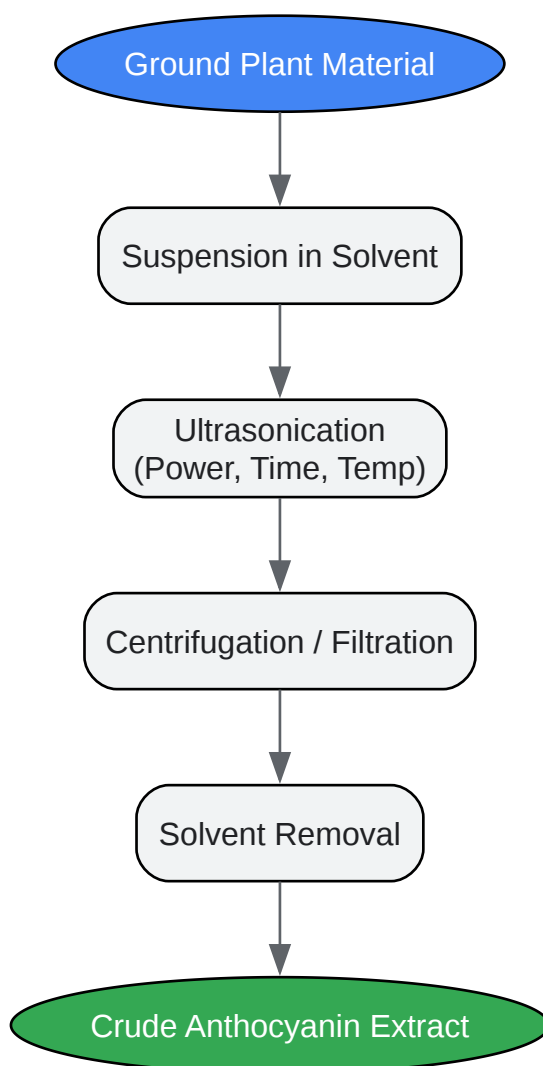 Ground Plant Material
Suspension in Solvent
Ultrasonication
(Power, Time, Temp)
Centrifugation / Filtration
Solvent Removal
Crude Anthocyanin Extract